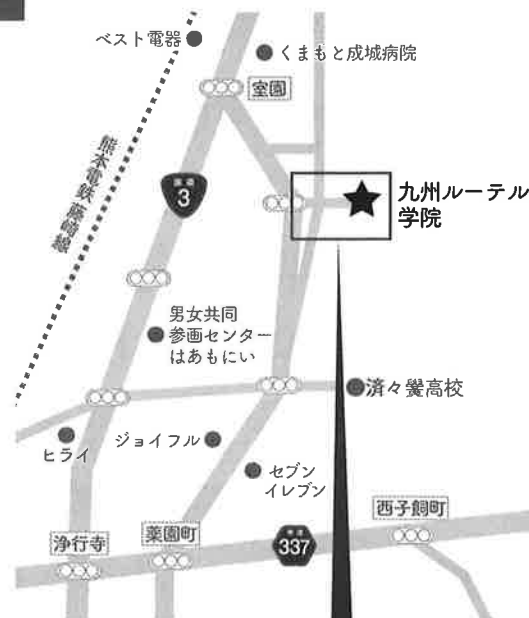 ベスト電器
くまもと成城病院
室園
熊本電鉄 藤崎線
国道
3
九州ルーテル
学院
男女共同
参画センター
はあもにい
済々黌高校
ヒライ
ジョイフル
セブン
イレブン
西子飼町
浄行寺
薬園町
県道
337